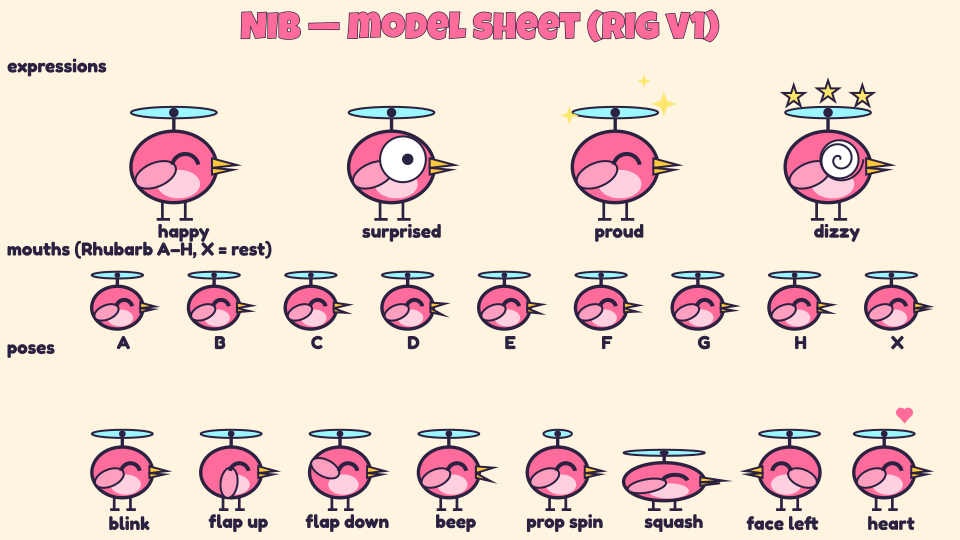 NIB — MODEL SHEET (RIG V1)
expressions
happy surprised proud dizzy
mouths (Rhubarb A–H, X = rest)
A B C D E F G H X
poses
blink flap up flap down beep prop spin squash face left heart